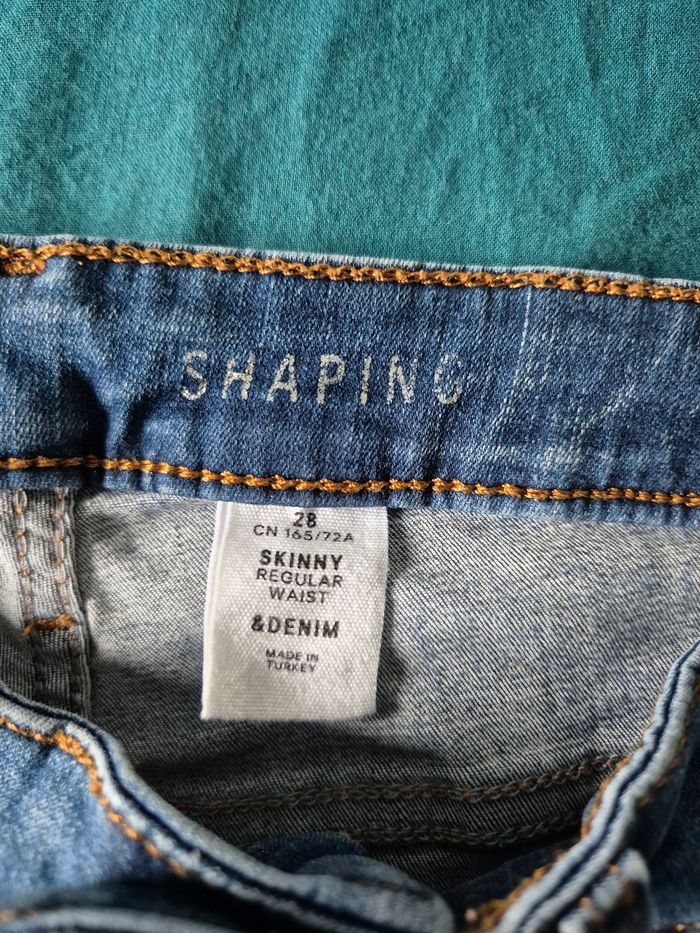 SHAPING
28
CN 165/72A
SKINNY
REGULAR
WAIST
&DENIM
MADE IN
TURKEY